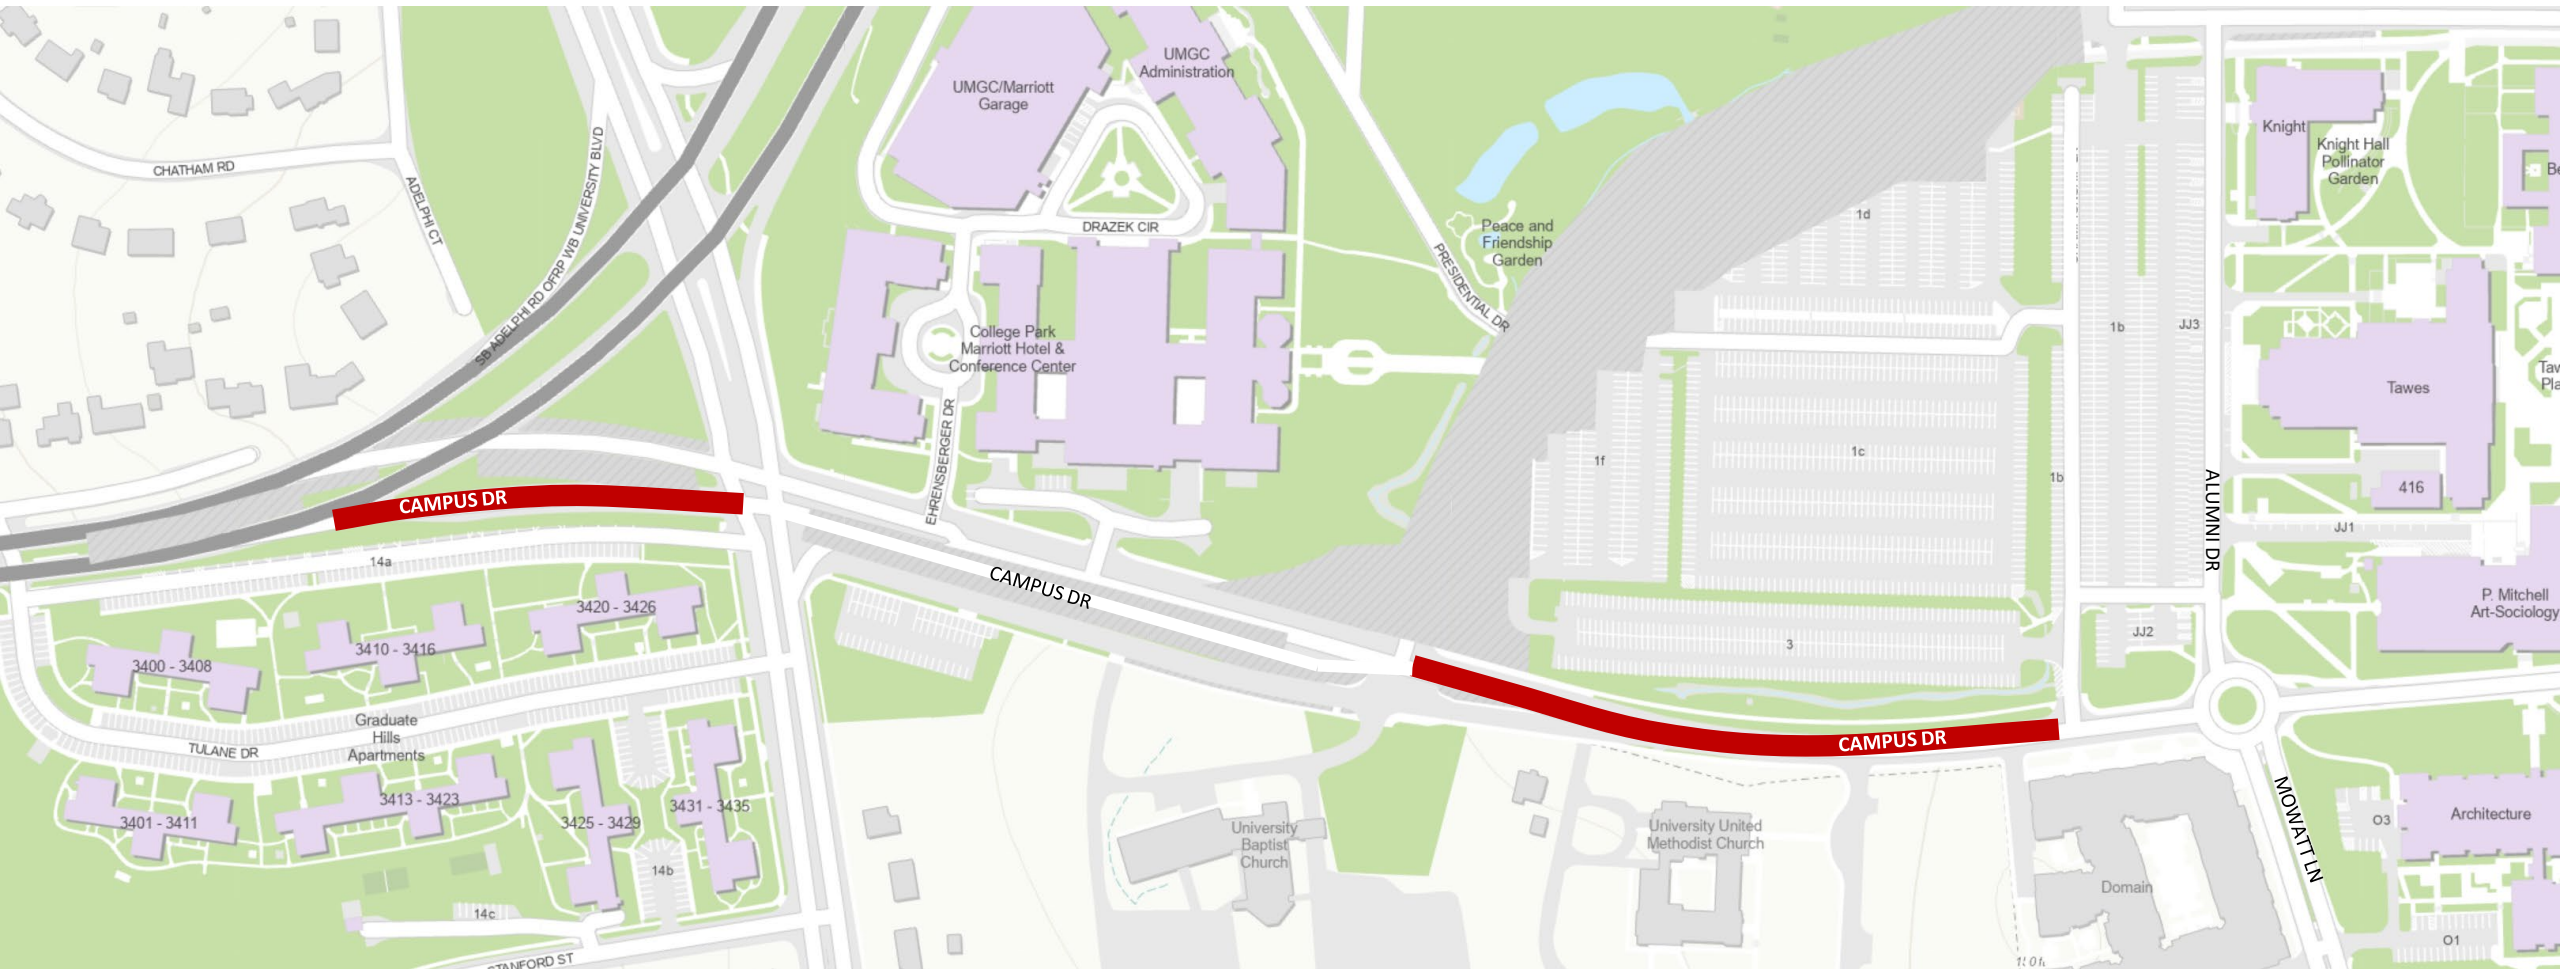 UMGC
Administration
UMGC/Marriott
Garage
CHATHAM RD
ADELPHI CT
SB ADELPHI RD OFRP WB UNIVERSITY BLVD
DRAZEK CIR
PRESIDENTIAL DR
Peace and
Friendship
Garden
1d
Knight
Knight Hall
Pollinator
Garden
Be
College Park
Marriott Hotel &
Conference Center
EHRENSBERGER DR
1b
JJ3
Tawes
Taw
Pla
1f
1c
1b
ALUMNI DR
416
JJ1
CAMPUS DR
14a
CAMPUS DR
3420 - 3426
3410 - 3416
3400 - 3408
P. Mitchell
Art-Sociology
JJ2
3
Graduate
Hills
Apartments
TULANE DR
CAMPUS DR
3401 - 3411
3413 - 3423
3425 - 3429
3431 - 3435
14b
14c
STANFORD ST
University
Baptist
Church
University United
Methodist Church
MOWATT LN
O3
Architecture
Domain
O1